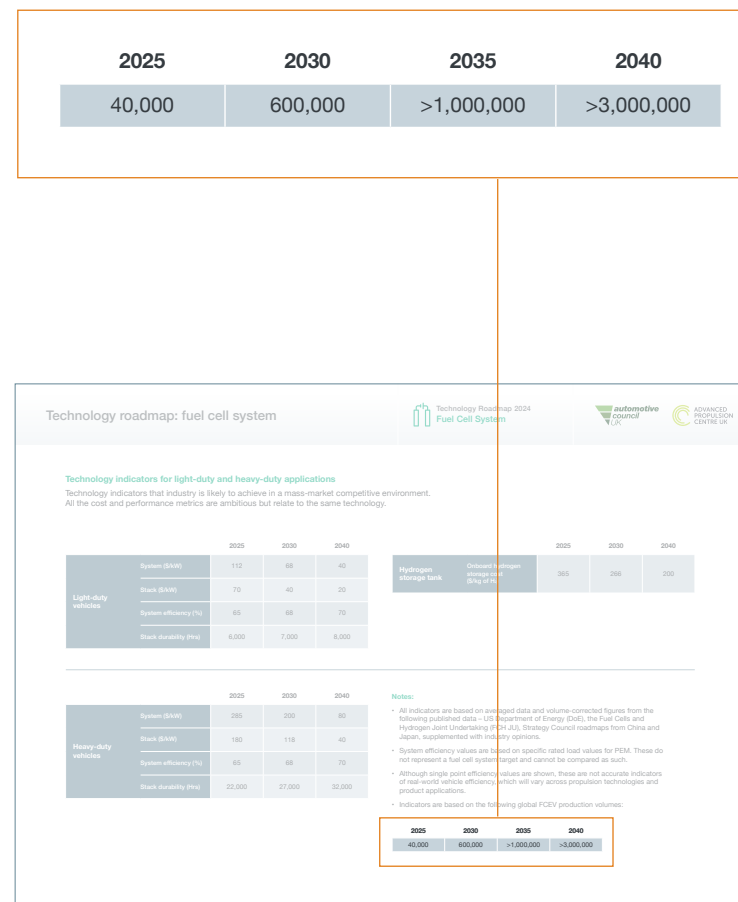 2025 2030 2035 2040
40,000 600,000 >1,000,000 >3,000,000
Technology roadmap: fuel cell system
Technology Roadmap 2024
Fuel Cell System
automotive
council
UK
ADVANCED
PROPULSION
CENTRE UK
Technology indicators for light-duty and heavy-duty applications
Technology indicators that industry is likely to achieve in a mass-market competitive environment.
All the cost and performance metrics are ambitious but relate to the same technology.
2025 2030 2040
Light-duty
vehicles
System ($/kW) 112 68 40
Stack ($/kW) 70 40 20
System efficiency (%) 65 68 70
Stack durability (Hrs) 6,000 7,000 8,000
2025 2030 2040
Hydrogen
storage tank
Onboard hydrogen
storage cost
($/kg of H₂) 365 266 200
2025 2030 2040
Heavy-duty
vehicles
System ($/kW) 285 200 60
Stack ($/kW) 180 118 40
System efficiency (%) 65 68 70
Stack durability (Hrs) 22,000 27,000 32,000
Notes:
• All indicators are based on averaged data and volume-corrected figures from the
following published data – US Department of Energy (DoE), the Fuel Cells and
Hydrogen Joint Undertaking (FCH JU), Strategy Council roadmaps from China and
Japan, supplemented with industry opinions.
• System efficiency values are based on specific rated load values for PEM. These do
not represent a fuel cell system target and cannot be compared as such.
• Although single point efficiency values are shown, these are not accurate indicators
of real-world vehicle efficiency, which will vary across propulsion technologies and
product applications.
• Indicators are based on the following global FCEV production volumes:
2025 2030 2035 2040
40,000 600,000 >1,000,000 >3,000,000